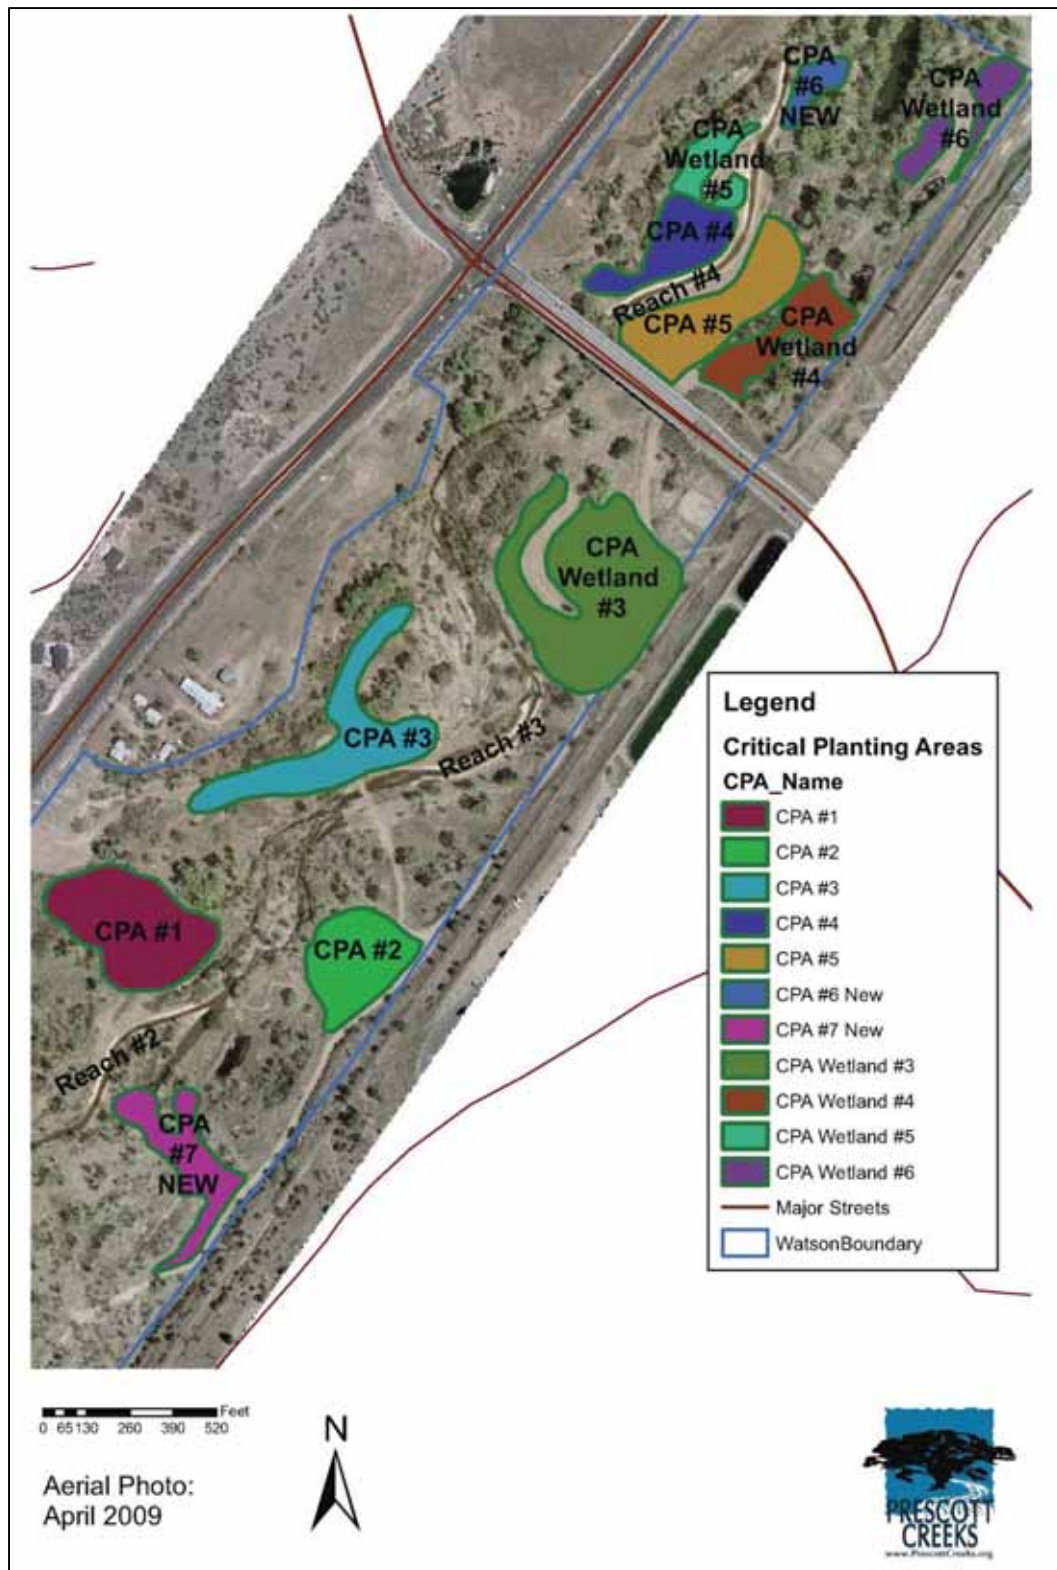 CPA
#6
NEW
CPA
Wetland
#6
CPA
Wetland
#5
CPA #4
Reach #4
CPA #5
CPA
Wetland
#4
CPA
Wetland
#3
CPA #3
Reach #3
CPA #1
CPA #2
Reach #2
CPA
#7
NEW
Legend
Critical Planting Areas
CPA_Name
CPA #1
CPA #2
CPA #3
CPA #4
CPA #5
CPA #6 New
CPA #7 New
CPA Wetland #3
CPA Wetland #4
CPA Wetland #5
CPA Wetland #6
Major Streets
WatsonBoundary
Feet
0 65 130 260 390 520
N
Aerial Photo:
April 2009
PRESCOTT
CREEKS
www.PrescottCreeks.org